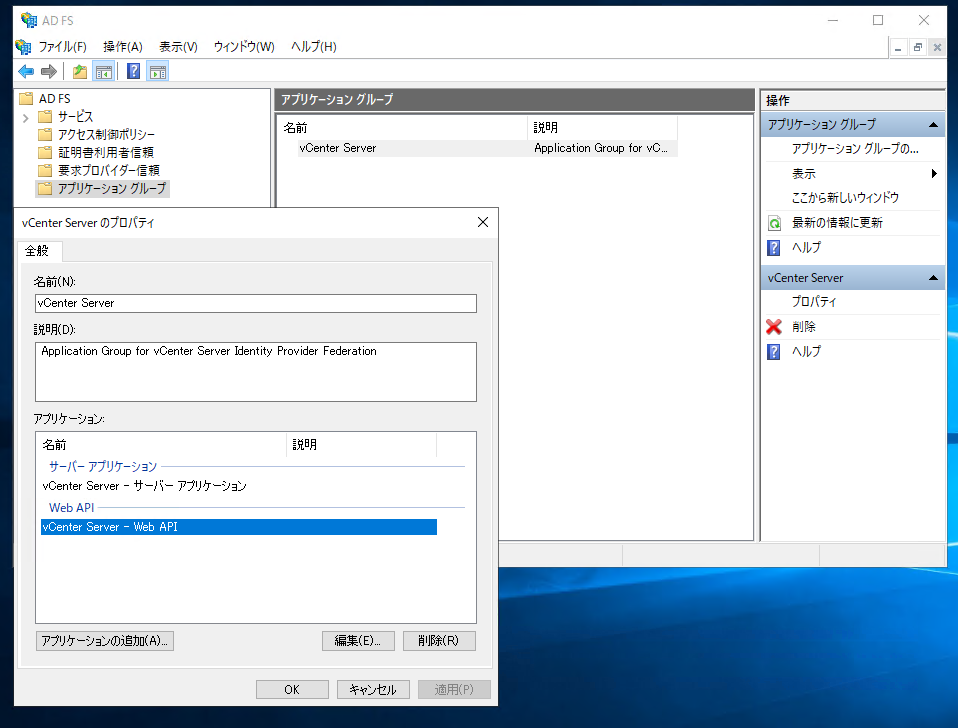 AD FS
ファイル(F) 操作(A) 表示(V) ウィンドウ(W) ヘルプ(H)
AD FS
サービス
アクセス制御ポリシー
証明書利用者信頼
要求プロバイダー信頼
アプリケーション グループ
アプリケーション グループ
名前 説明
vCenter Server Application Group for vC...
操作
アプリケーション グループ
アプリケーション グループの...
表示
ここから新しいウィンドウ
最新の情報に更新
ヘルプ
vCenter Server
プロパティ
削除
ヘルプ
vCenter Server のプロパティ
全般
名前(N):
vCenter Server
説明(D):
Application Group for vCenter Server Identity Provider Federation
アプリケーション:
名前 説明
サーバー アプリケーション
vCenter Server - サーバー アプリケーション
Web API
vCenter Server - Web API
アプリケーションの追加(A)... 編集(E)... 削除(R)
OK キャンセル 適用(P)